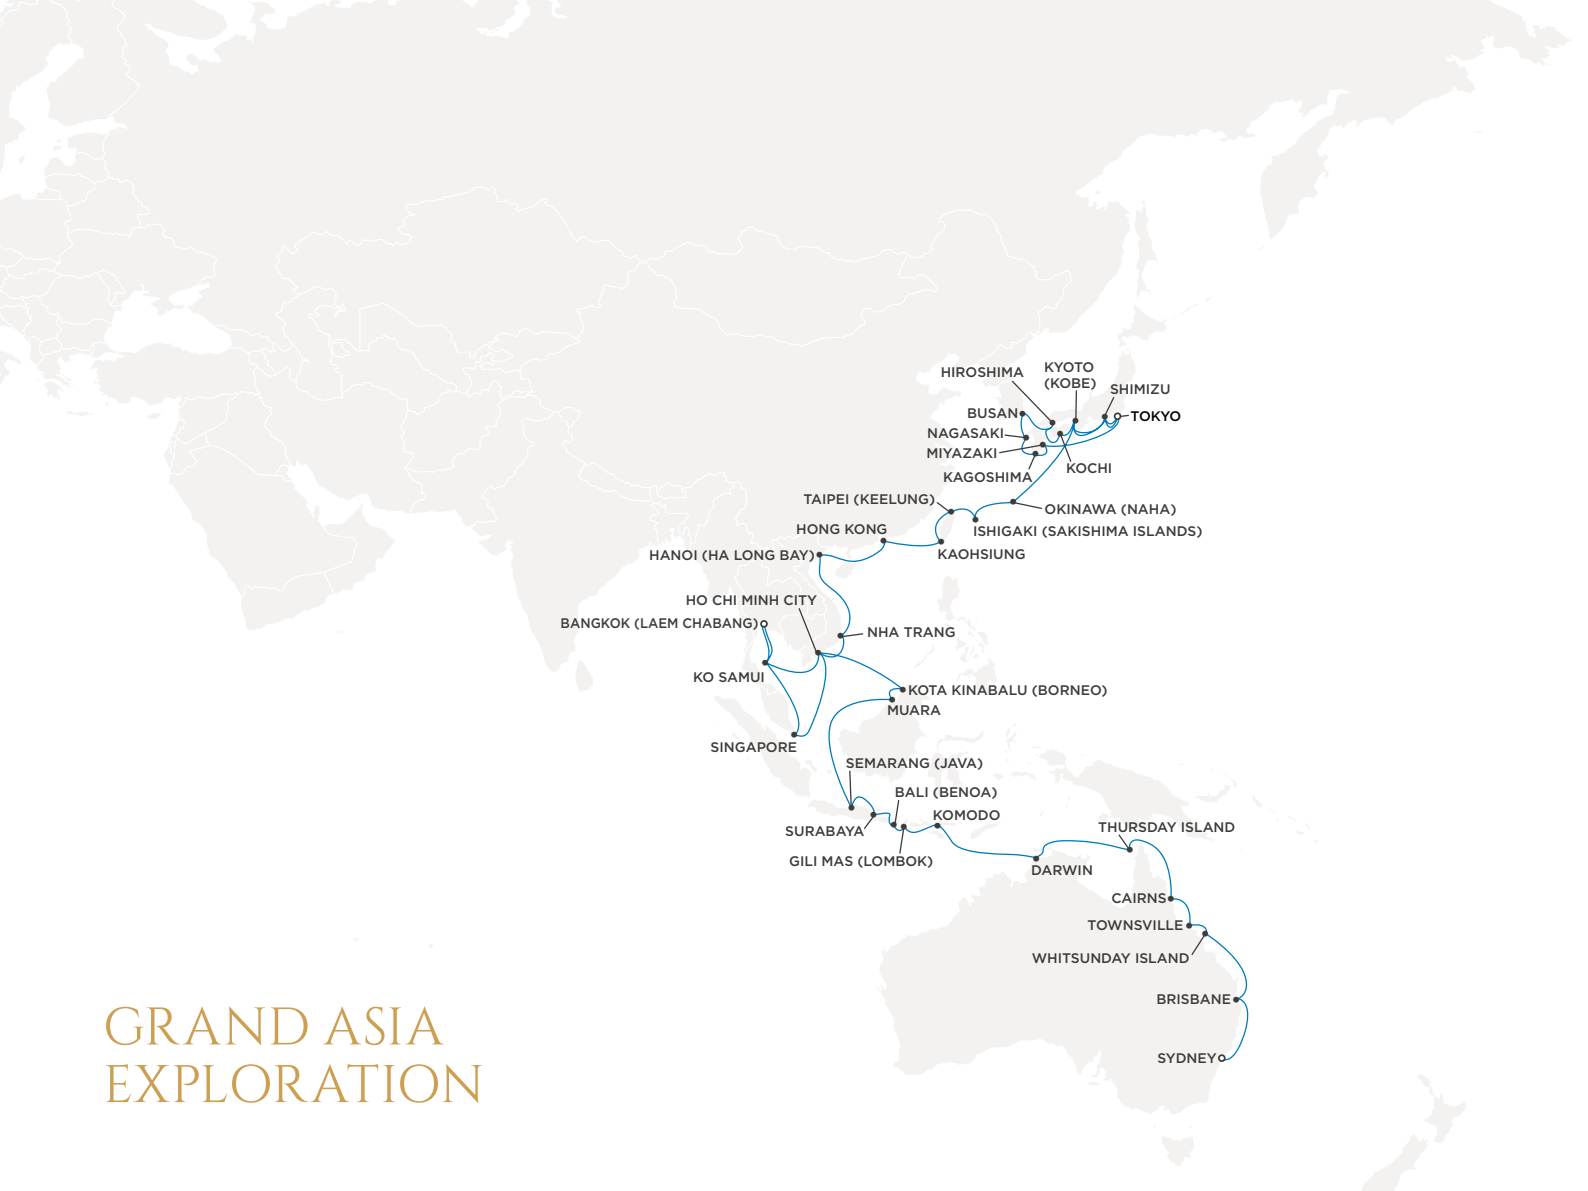 HIROSHIMA
KYOTO
(KOBE)
SHIMIZU
BUSAN
TOKYO
NAGASAKI
MIYAZAKI
KOCHI
KAGOSHIMA
TAIPEI (KEELUNG)
OKINAWA (NAHA)
HONG KONG
ISHIGAKI (SAKISHIMA ISLANDS)
HANOI (HA LONG BAY)
KAOHSIUNG
HO CHI MINH CITY
BANGKOK (LAEM CHABANG)
NHA TRANG
KO SAMUI
KOTA KINABALU (BORNEO)
MUARA
SINGAPORE
SEMARANG (JAVA)
BALI (BENOA)
KOMODO
SURABAYA
THURSDAY ISLAND
GILI MAS (LOMBOK)
DARWIN
CAIRNS
TOWNSVILLE
WHITSUNDAY ISLAND
BRISBANE
SYDNEY
GRAND ASIA
EXPLORATION